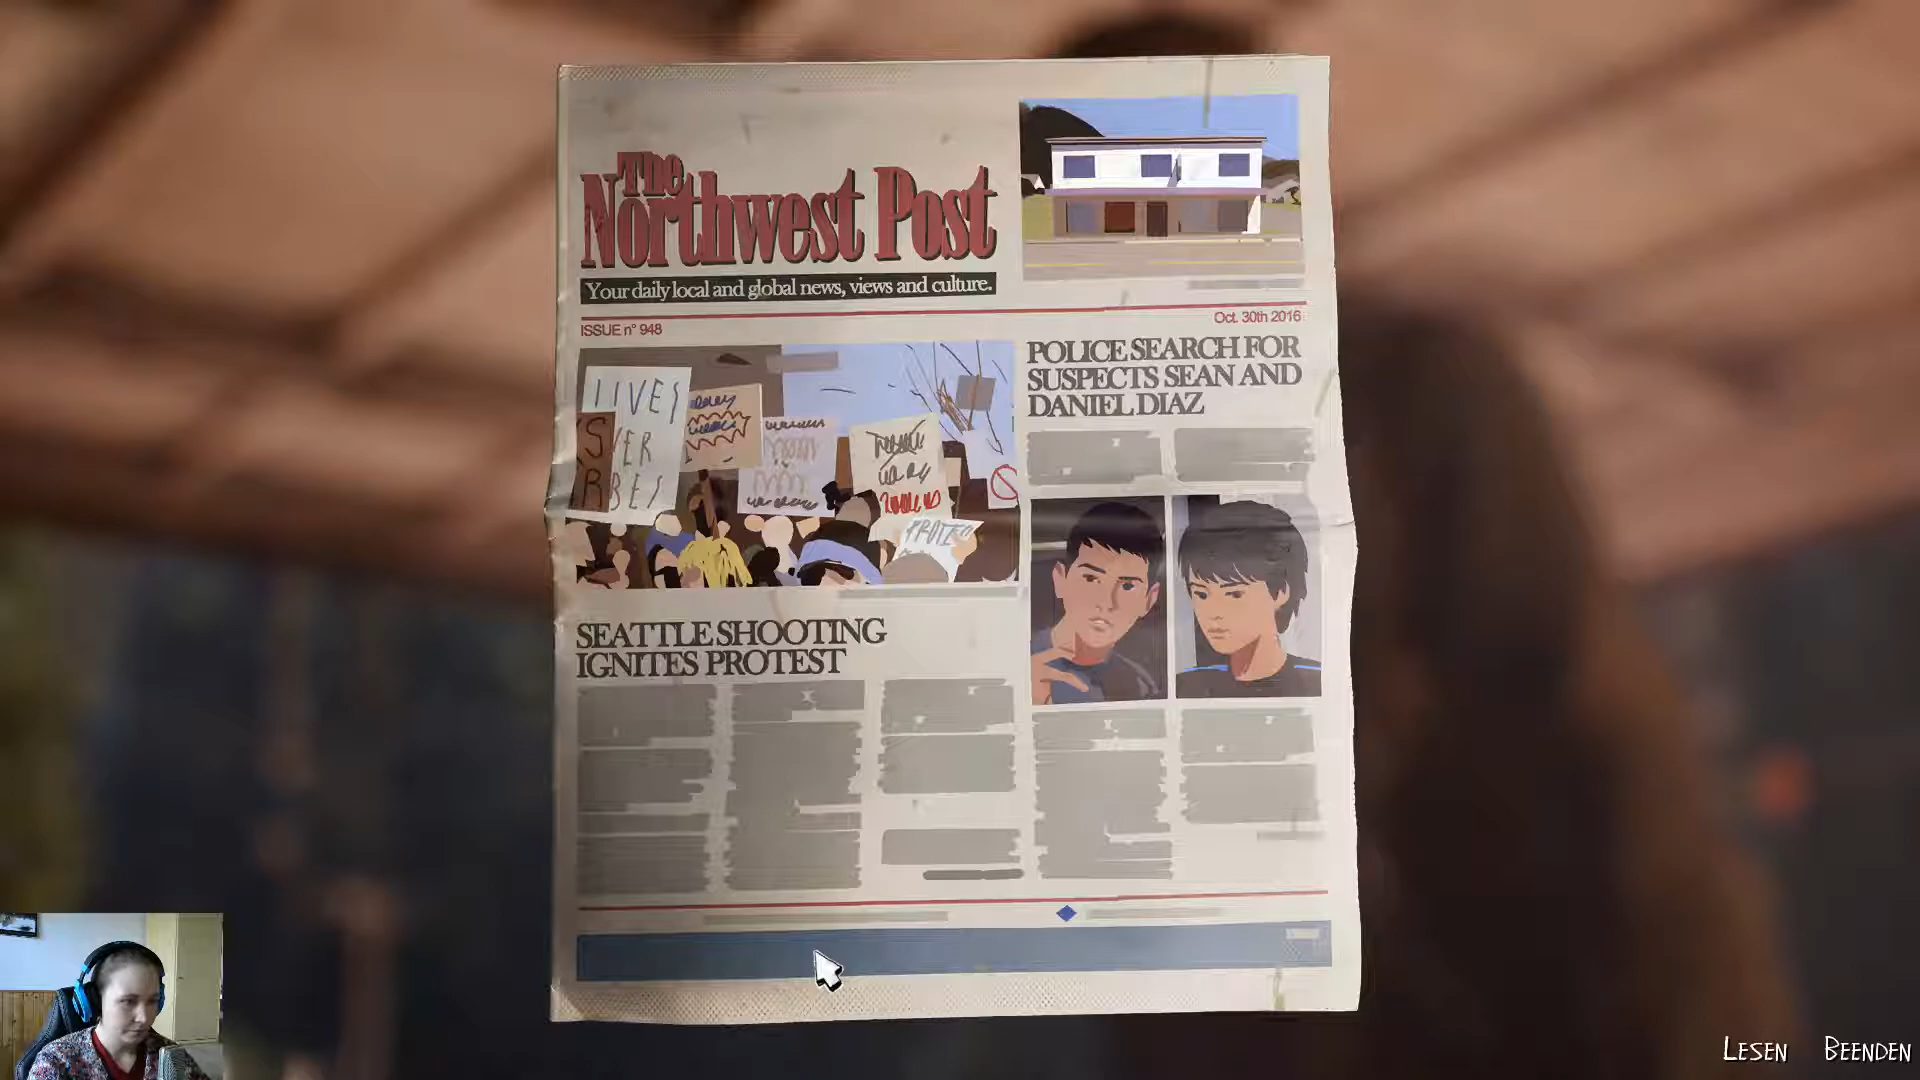 The
Northwest Post
Your daily local and global news, views and culture.
ISSUE n° 948
Oct. 30th 2016
LIVES
POLICE SEARCH FOR
SUSPECTS SEAN AND
DANIEL DIAZ
SEATTLE SHOOTING
IGNITES PROTEST
LESEN BEENDEN